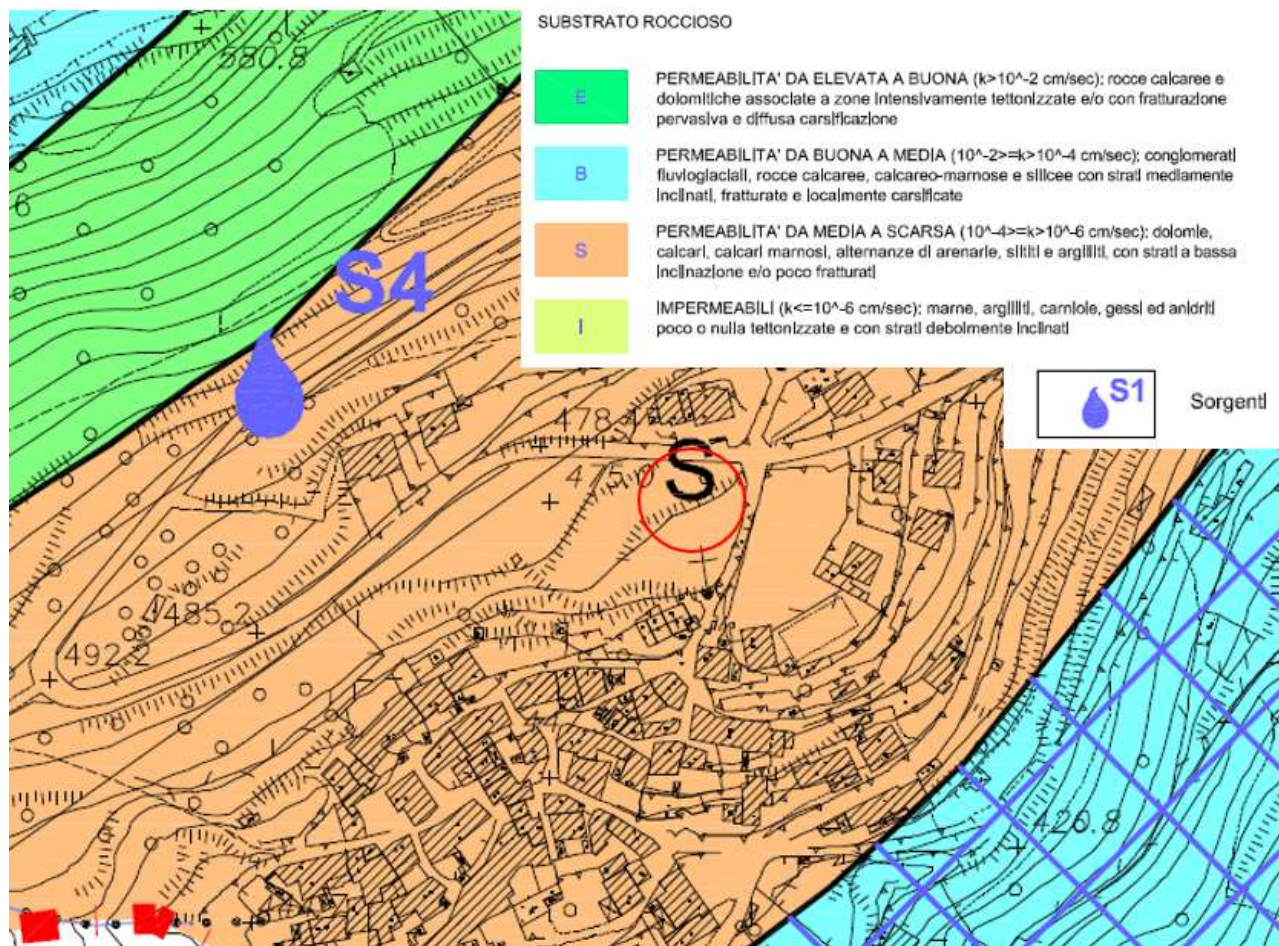 SUBSTRATO ROCCIOSO
E
PERMEABILITA' DA ELEVATA A BUONA (k>10^-2 cm/sec): rocce calcaree e
dolomitiche associate a zone intensivamente tettonizzate e/o con fratturazione
pervasiva e diffusa carsificazione
B
PERMEABILITA' DA BUONA A MEDIA (10^-2>=k>10^-4 cm/sec): conglomerati
fluvioglaciali, rocce calcaree, calcareo-marnose e silicee con strati mediamente
inclinati, fratturate e localmente carsificate
S
PERMEABILITA' DA MEDIA A SCARSA (10^-4>=k>10^-6 cm/sec): dolomie,
calcari, calcari marnosi, alternanze di arenarie, siltiti e argilliti, con strati a bassa
inclinazione e/o poco fratturati
I
IMPERMEABILI (k<=10^-6 cm/sec): marne, argilliti, carniole, gessi ed anidriti
poco o nulla tettonizzate e con strati debolmente inclinati
S1
Sorgenti
580.8
6
S4
S
485.2
492.2
420.8